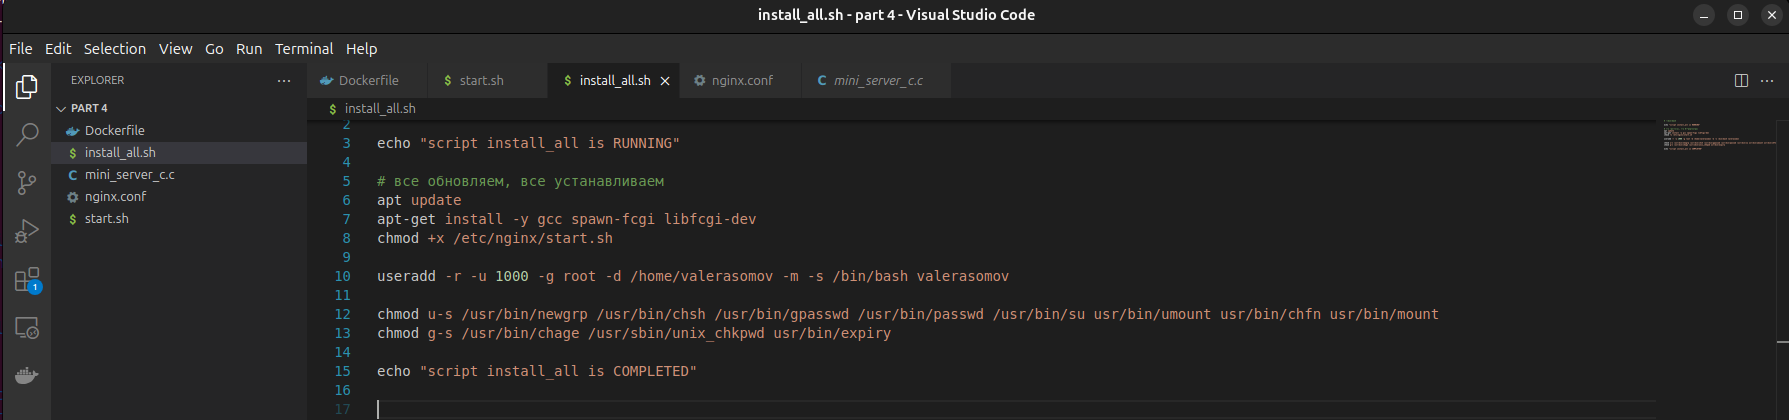 install_all.sh - part 4 - Visual Studio Code
File Edit Selection View Go Run Terminal Help
EXPLORER
Dockerfile
start.sh
install_all.sh
nginx.conf
mini_server_c.c
PART 4
Dockerfile
install_all.sh
mini_server_c.c
nginx.conf
start.sh
1
install_all.sh
2
3 echo "script install_all is RUNNING"
4
5 # все обновляем, все устанавливаем
6 apt update
7 apt-get install -y gcc spawn-fcgi libfcgi-dev
8 chmod +x /etc/nginx/start.sh
9
10 useradd -r -u 1000 -g root -d /home/valerasomov -m -s /bin/bash valerasomov
11
12 chmod u-s /usr/bin/newgrp /usr/bin/chsh /usr/bin/gpasswd /usr/bin/passwd /usr/bin/su usr/bin/umount usr/bin/chfn usr/bin/mount
13 chmod g-s /usr/bin/chage /usr/sbin/unix_chkpwd usr/bin/expiry
14
15 echo "script install_all is COMPLETED"
16
17